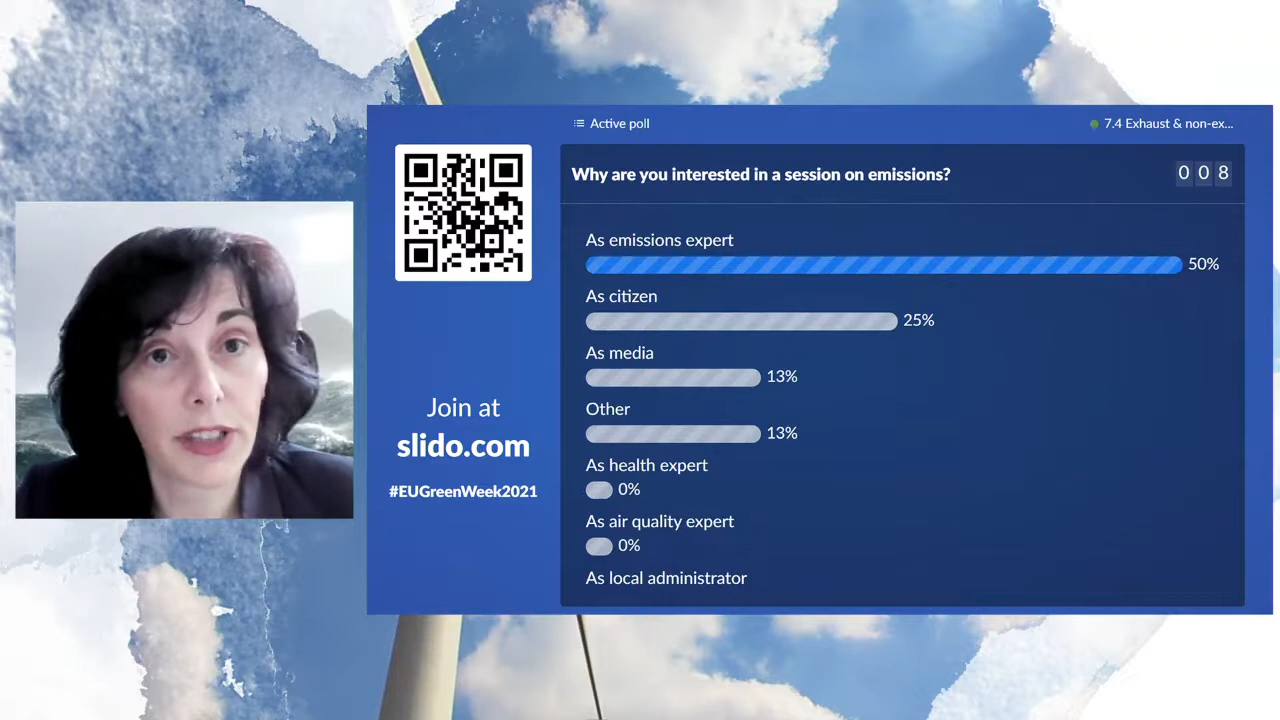 Active poll
7.4 Exhaust & non-ex...
Why are you interested in a session on emissions?
0 0 8
As emissions expert
50%
As citizen
25%
As media
13%
Other
13%
As health expert
0%
As air quality expert
0%
As local administrator
Join at
slido.com
#EUGreenWeek2021